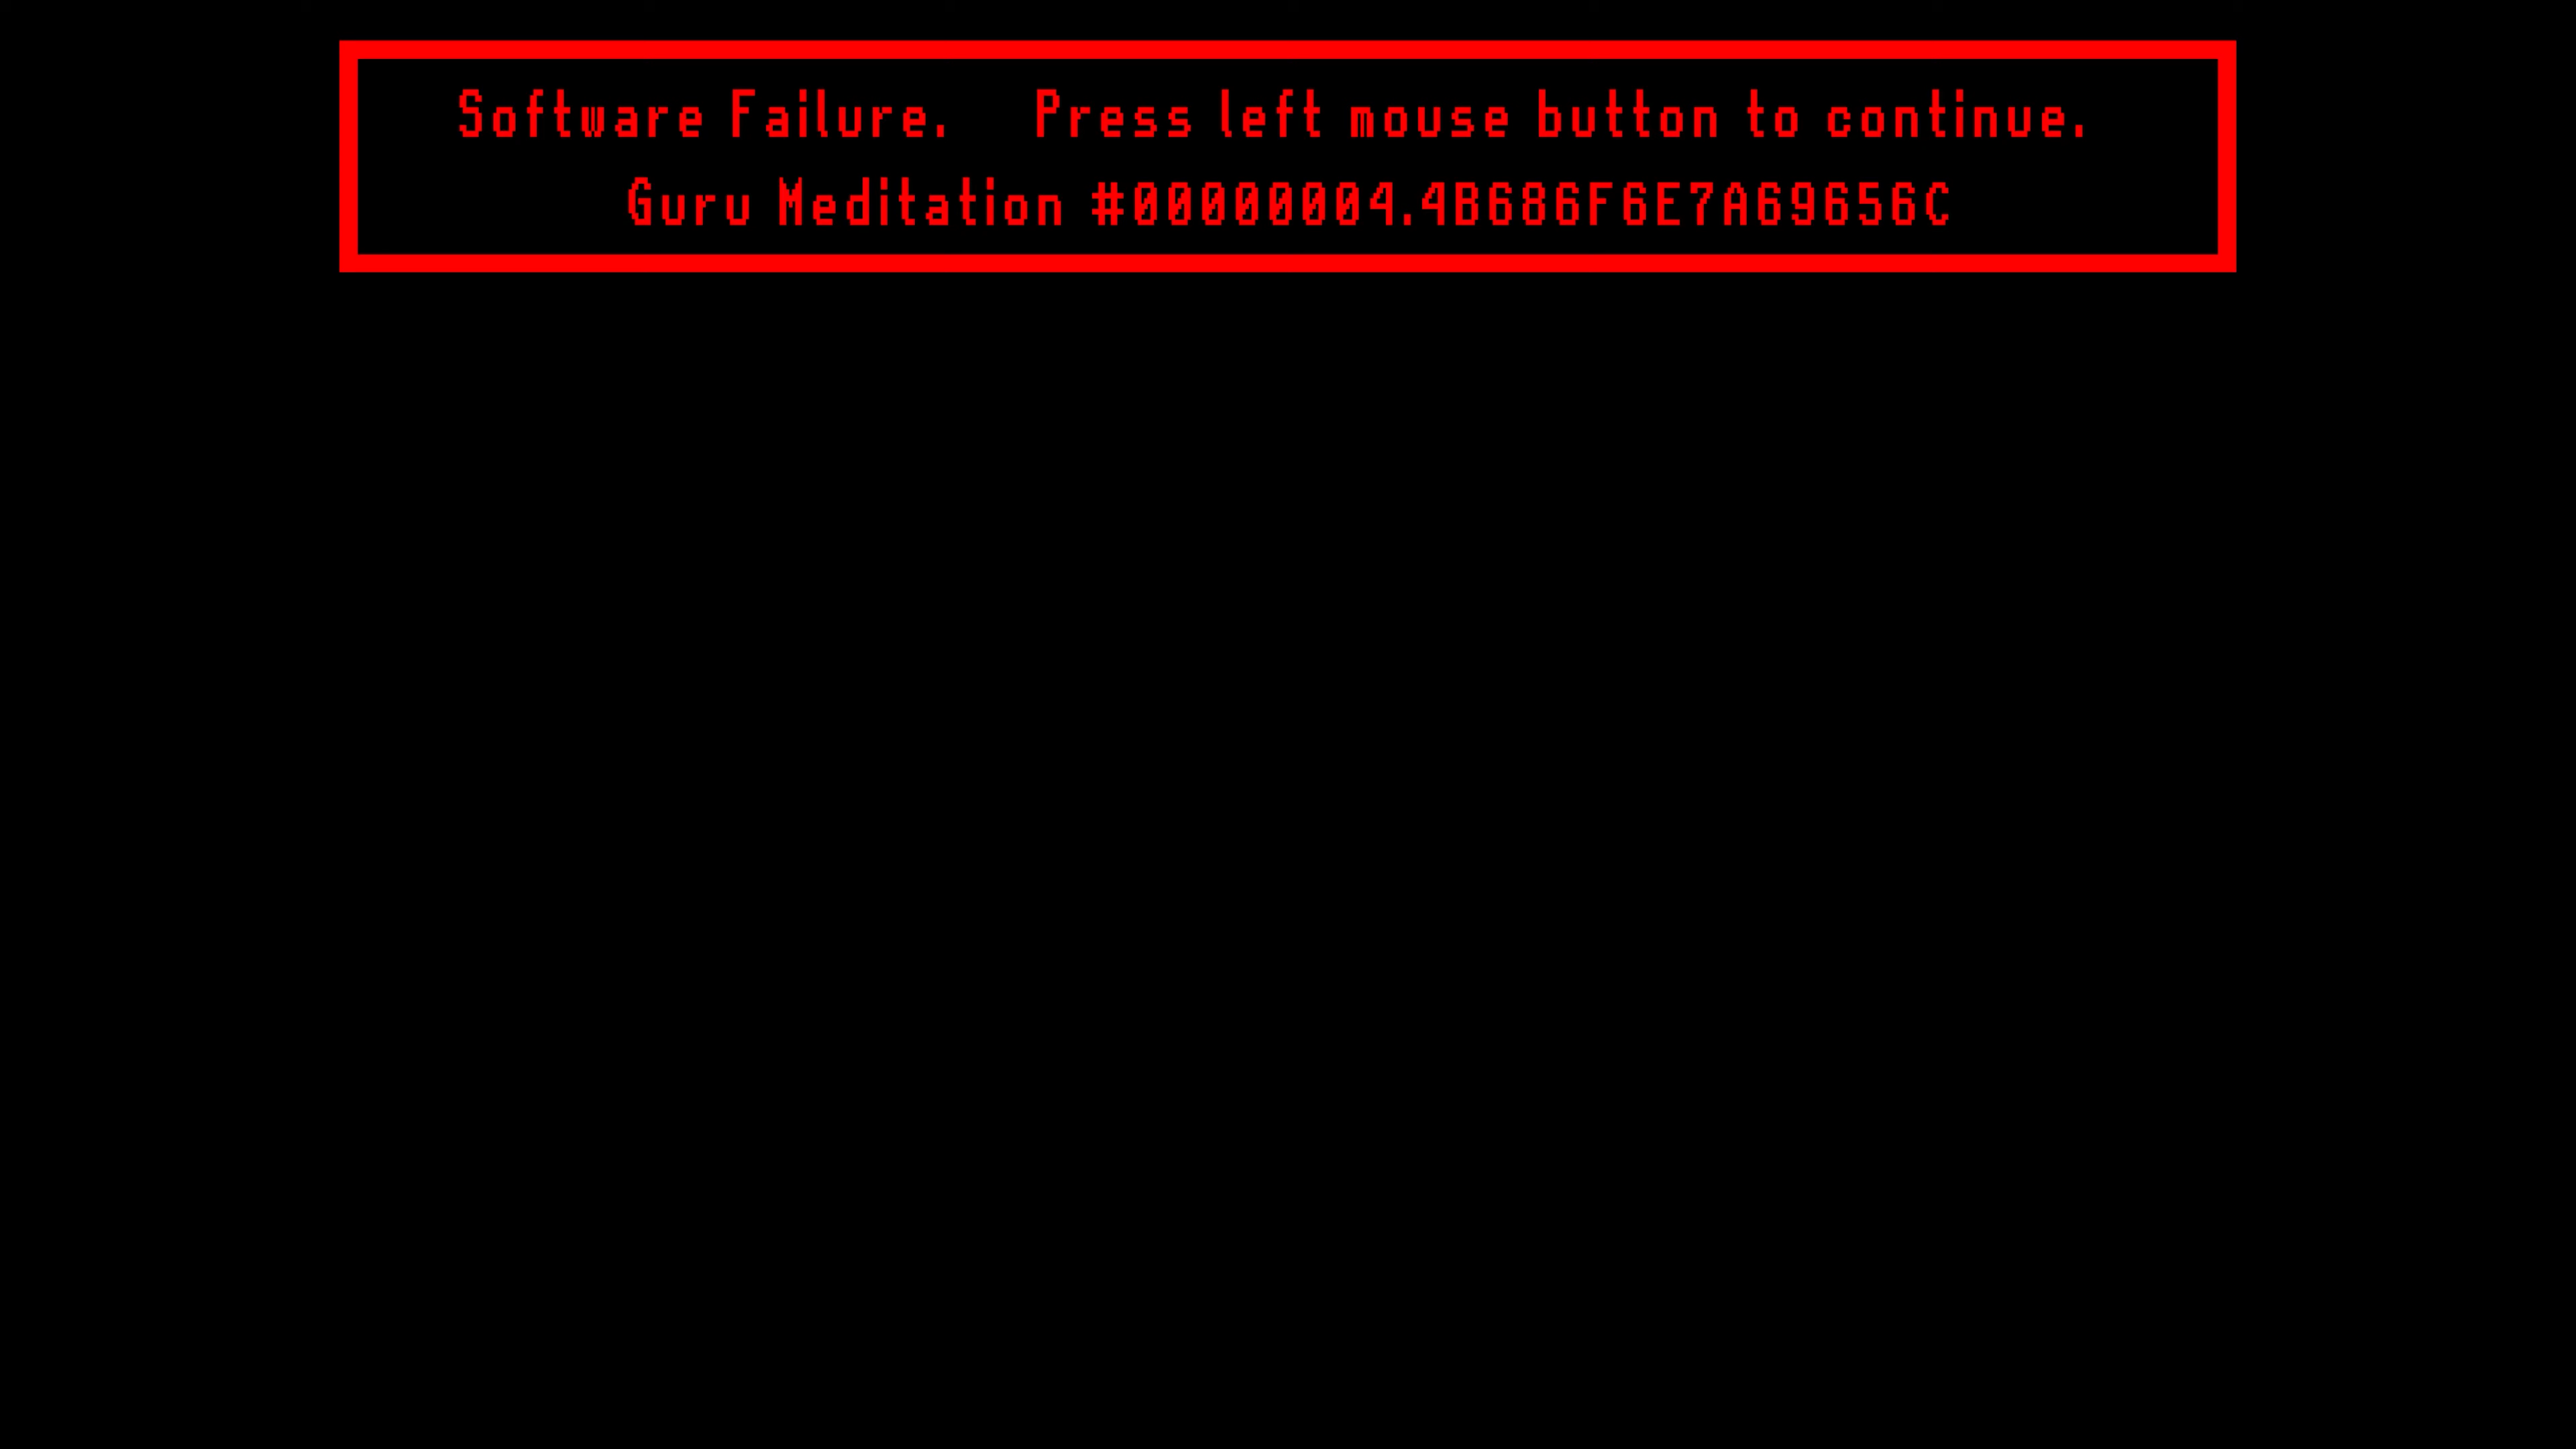 Software Failure.   Press left mouse button to continue.
Guru Meditation #00000004.4B686F6E7A69656C